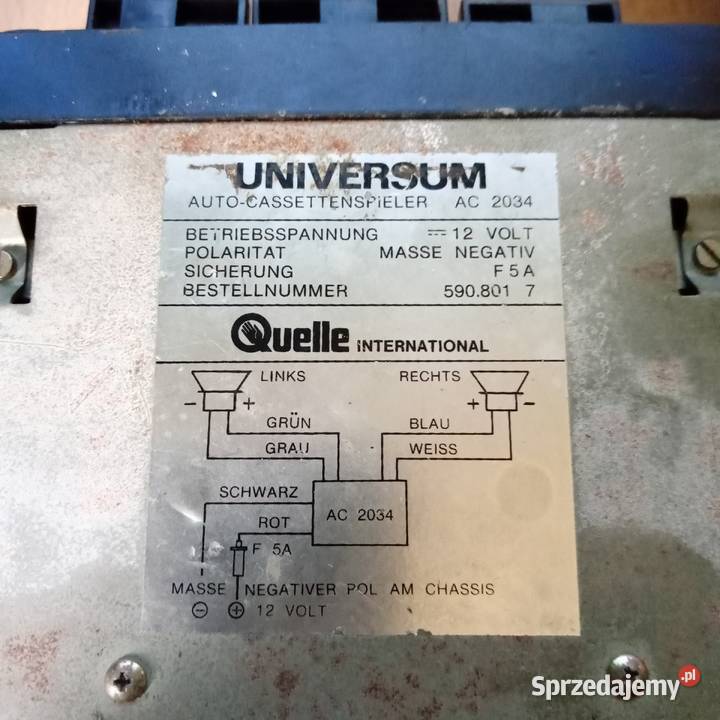 UNIVERSUM
AUTO-CASSETTENSPIELER AC 2034
BETRIEBSSPANNUNG ⎓ 12 VOLT
POLARITAT MASSE NEGATIV
SICHERUNG F 5 A
BESTELLNUMMER 590.801 7
Quelle INTERNATIONAL
LINKS RECHTS
- + - +
GRÜN BLAU
GRAU WEISS
SCHWARZ
ROT AC 2034
F 5A
MASSE NEGATIVER POL AM CHASSIS
⊖ ⊕ 12 VOLT
Sprzedajemy.pl